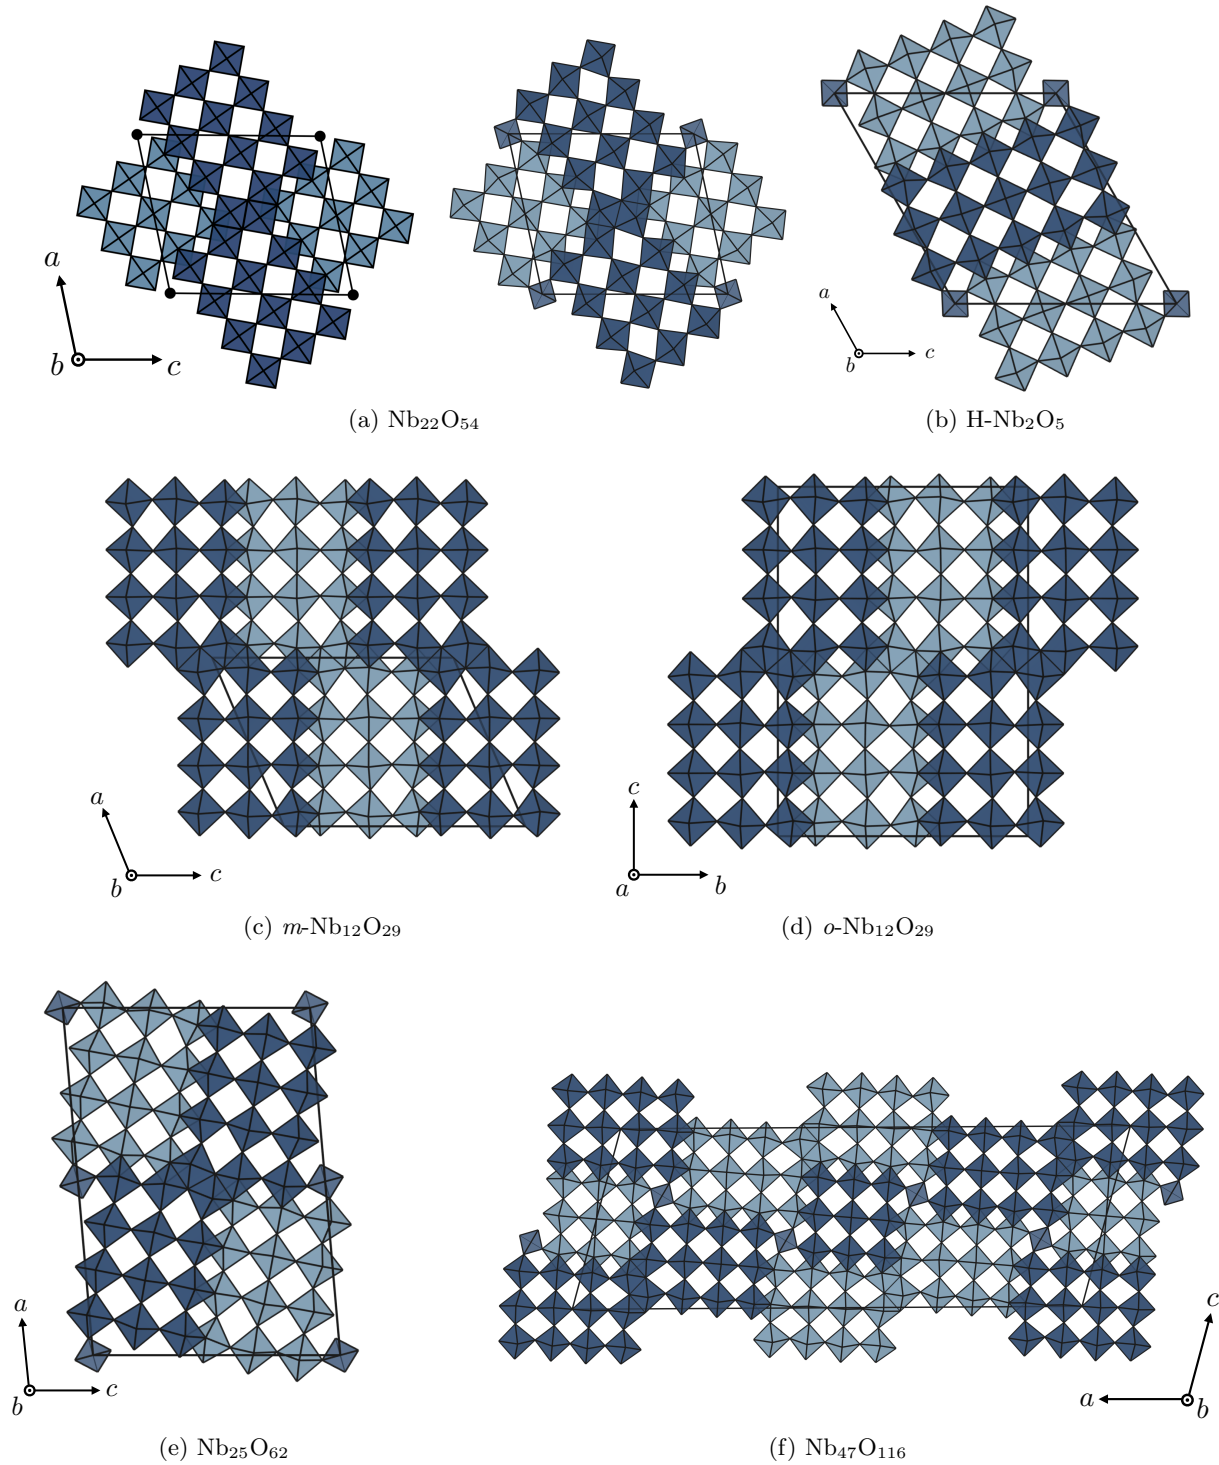 a
b
c
(a) Nb₂₂O₅₄
a
b
c
(b) H-Nb₂O₅
a
b
c
(c) m-Nb₁₂O₂₉
c
a
b
(d) o-Nb₁₂O₂₉
a
b
c
(e) Nb₂₅O₆₂
c
a
b
(f) Nb₄₇O₁₁₆